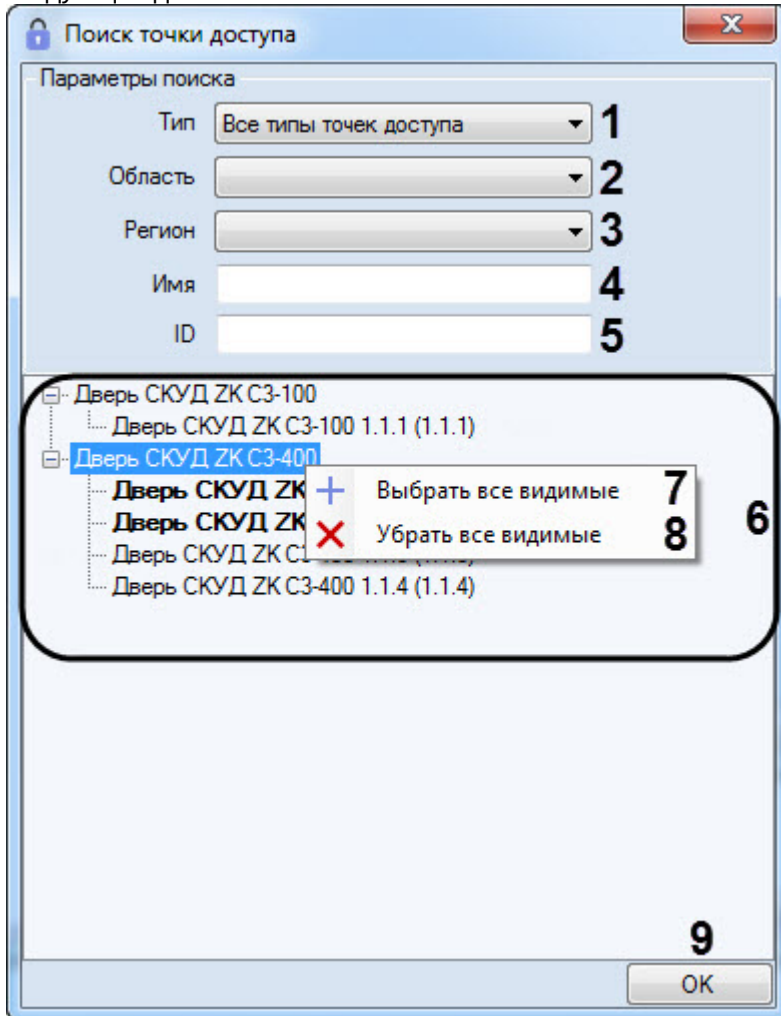 Поиск точки доступа
Параметры поиска
Тип Все типы точек доступа 1
Область 2
Регион 3
Имя 4
ID 5
Дверь СКУД ZK C3-100
Дверь СКУД ZK C3-100 1.1.1 (1.1.1)
Дверь СКУД ZK C3-400
Дверь СКУД ZK Выбрать все видимые 7
Дверь СКУД ZK Убрать все видимые 8 6
Дверь СКУД ZK
Дверь СКУД ZK C3-400 1.1.4 (1.1.4)
9
OK